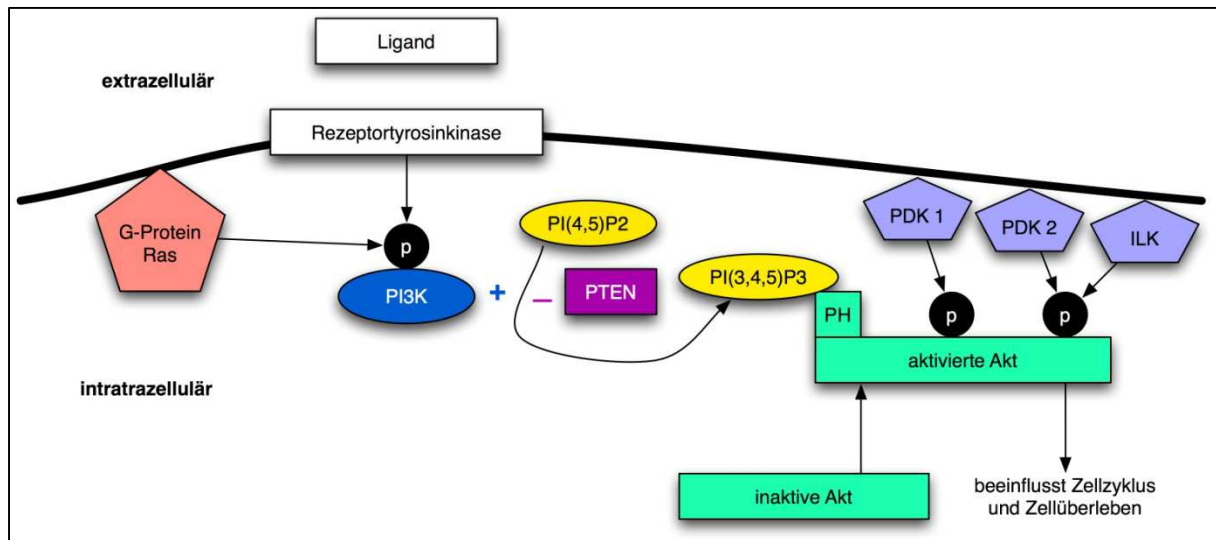 Ligand
extrazellulär
Rezeptortyrosinkinase
G-Protein
Ras
p
PI3K
+
PI(4,5)P2
–
PTEN
PI(3,4,5)P3
PDK 1
PDK 2
ILK
PH
p
p
aktivierte Akt
intratrazellulär
inaktive Akt
beeinflusst Zellzyklus
und Zellüberleben